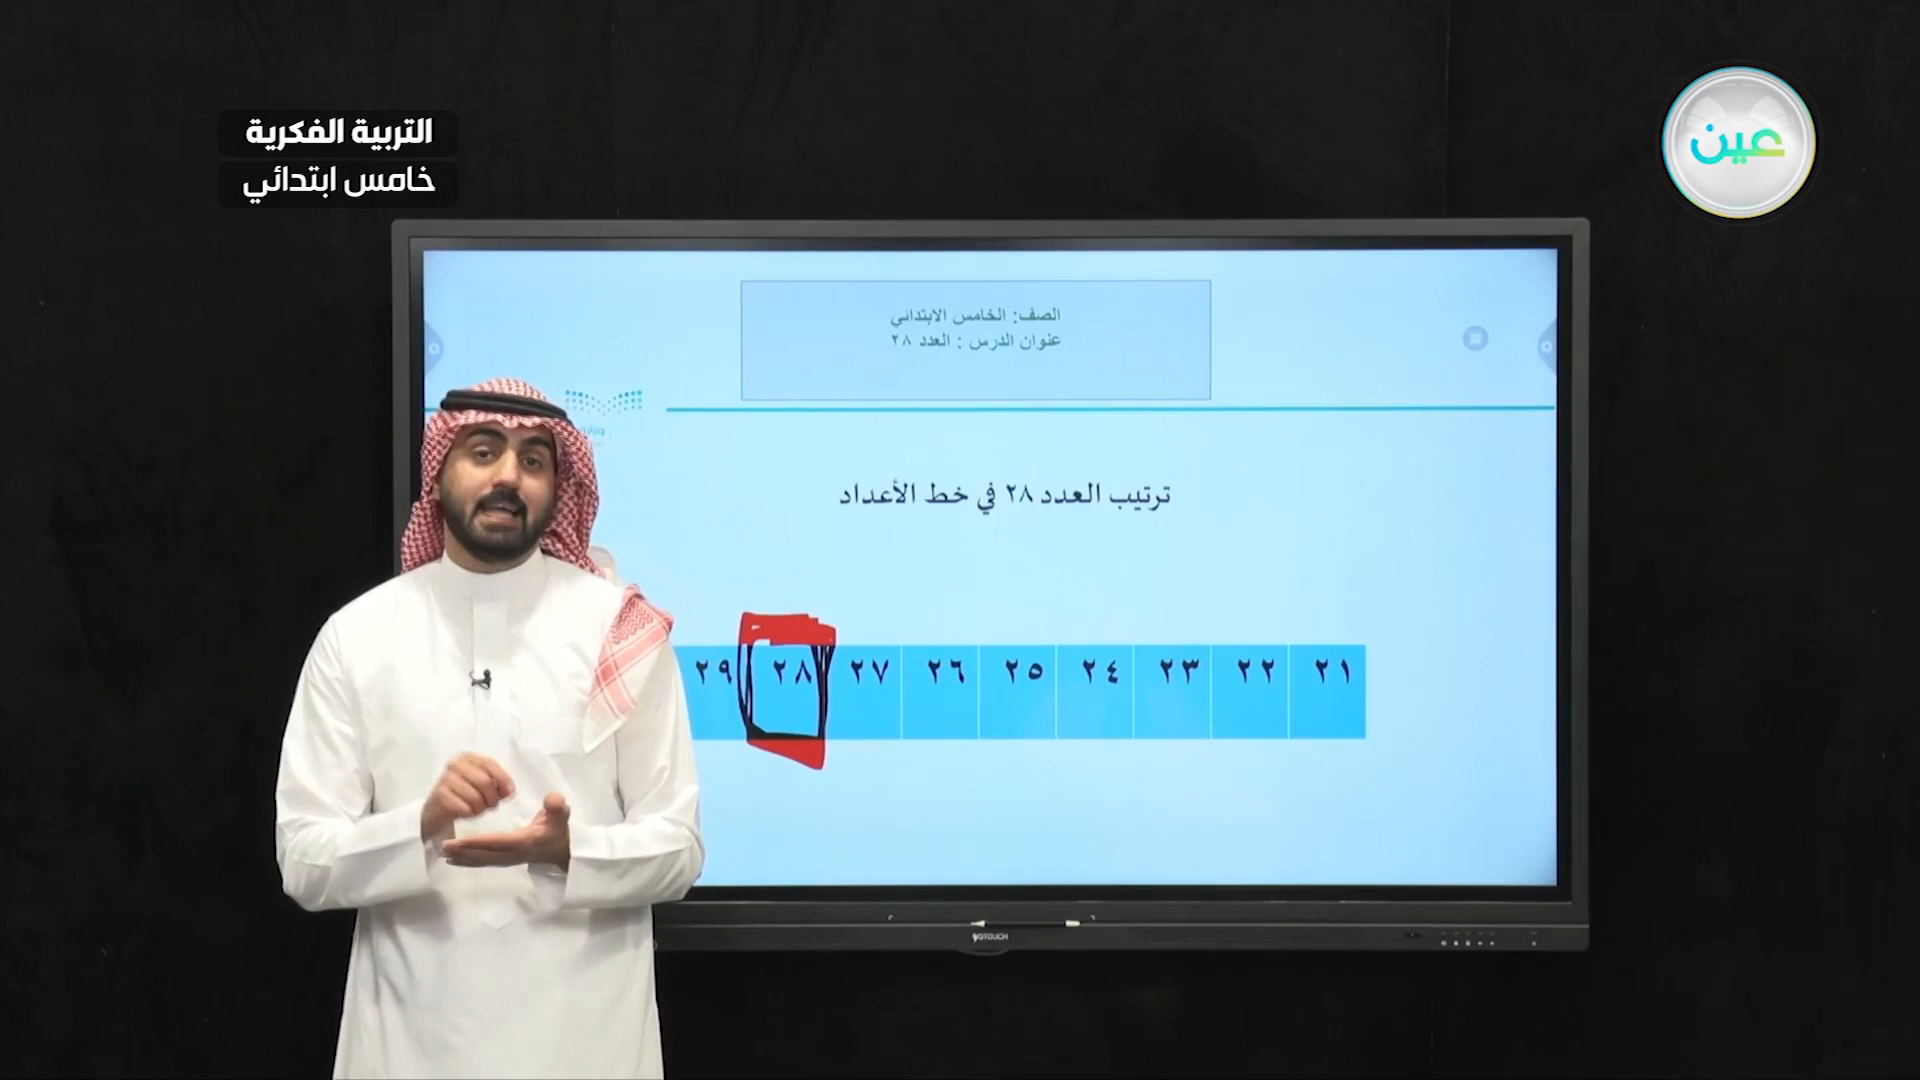 التربية الفكرية
خامس ابتدائي
عين
الصف: الخامس الابتدائي
عنوان الدرس : العدد ٢٨
ترتيب العدد ٢٨ في خط الأعداد
٢١ ٢٢ ٢٣ ٢٤ ٢٥ ٢٦ ٢٧ ٢٨ ٢٩